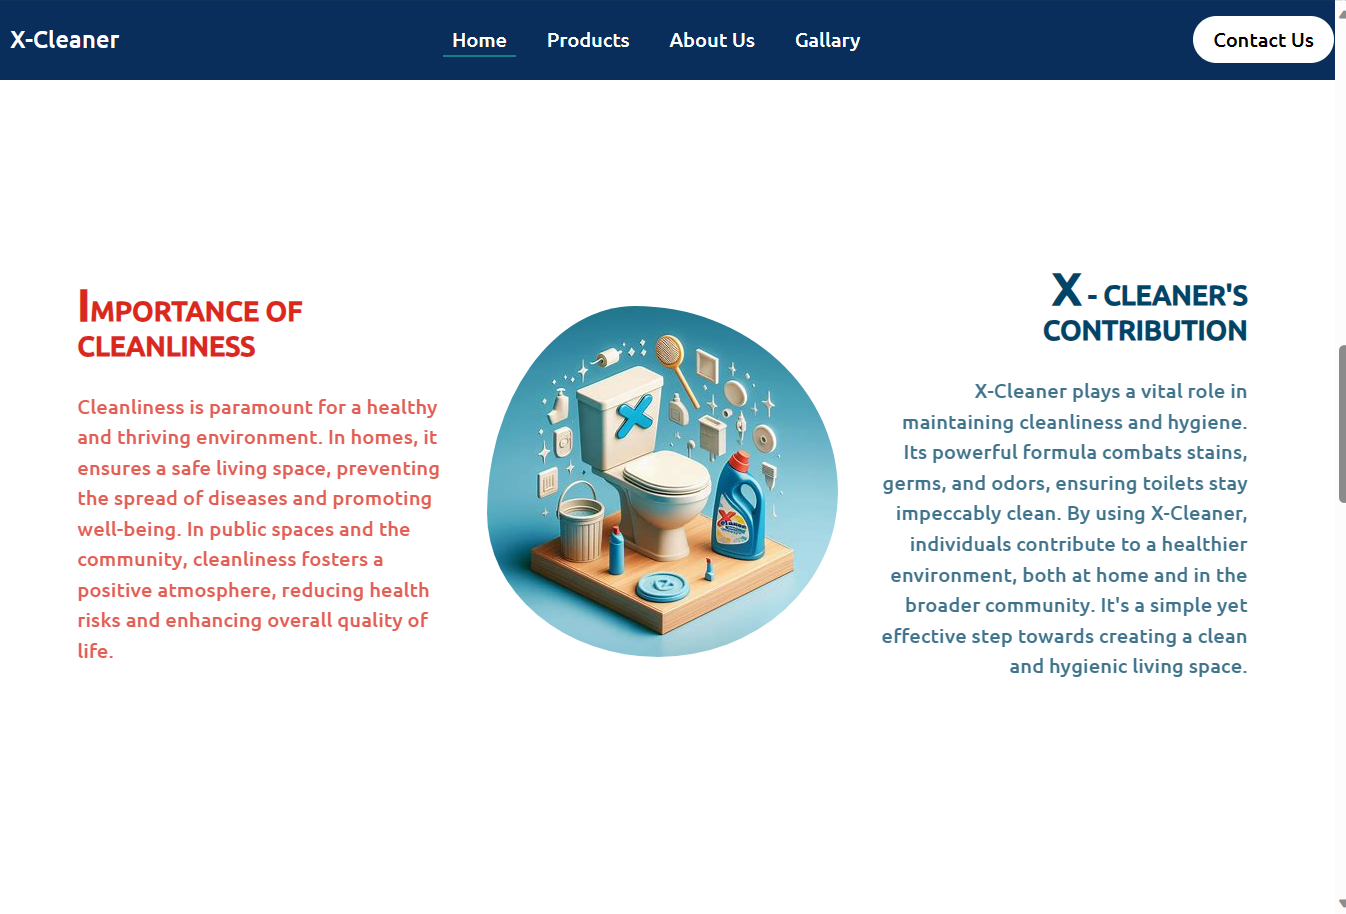 X-Cleaner
Home Products About Us Gallary
Contact Us
IMPORTANCE OF
CLEANLINESS
Cleanliness is paramount for a healthy
and thriving environment. In homes, it
ensures a safe living space, preventing
the spread of diseases and promoting
well-being. In public spaces and the
community, cleanliness fosters a
positive atmosphere, reducing health
risks and enhancing overall quality of
life.
X - CLEANER'S
CONTRIBUTION
X-Cleaner plays a vital role in
maintaining cleanliness and hygiene.
Its powerful formula combats stains,
germs, and odors, ensuring toilets stay
impeccably clean. By using X-Cleaner,
individuals contribute to a healthier
environment, both at home and in the
broader community. It's a simple yet
effective step towards creating a clean
and hygienic living space.